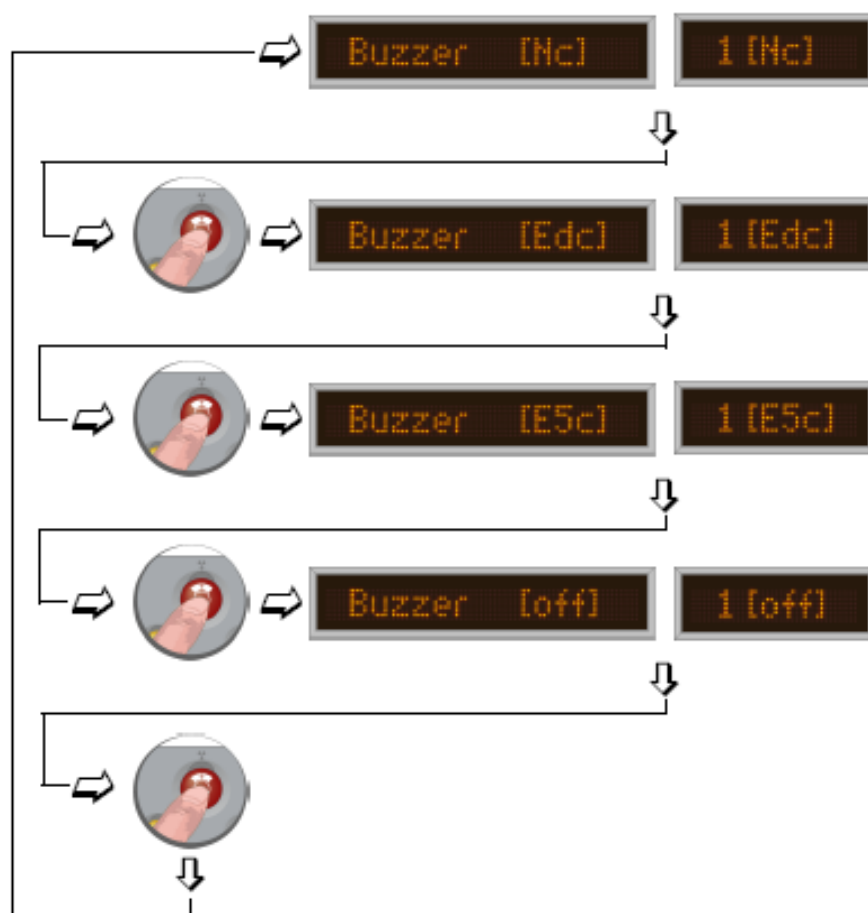 Buzzer [Nc] 1 [Nc]
Buzzer [Edc] 1 [Edc]
Buzzer [E5c] 1 [E5c]
Buzzer [off] 1 [off]